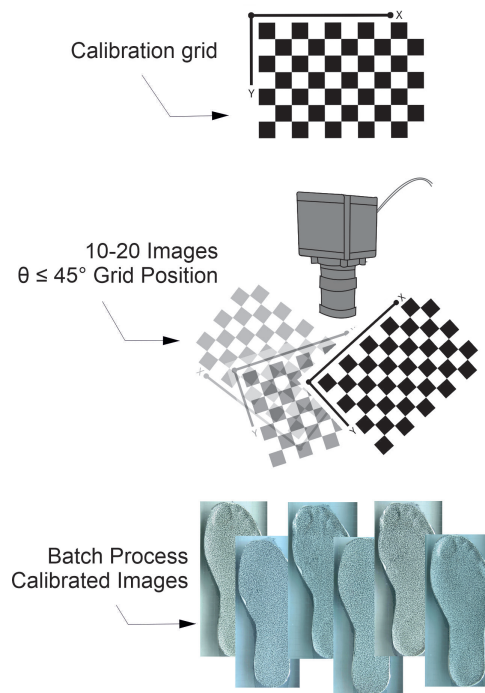 X
Calibration grid
Y
10-20 Images
θ ≤ 45° Grid Position
X
X
Y
Y
Batch Process
Calibrated Images